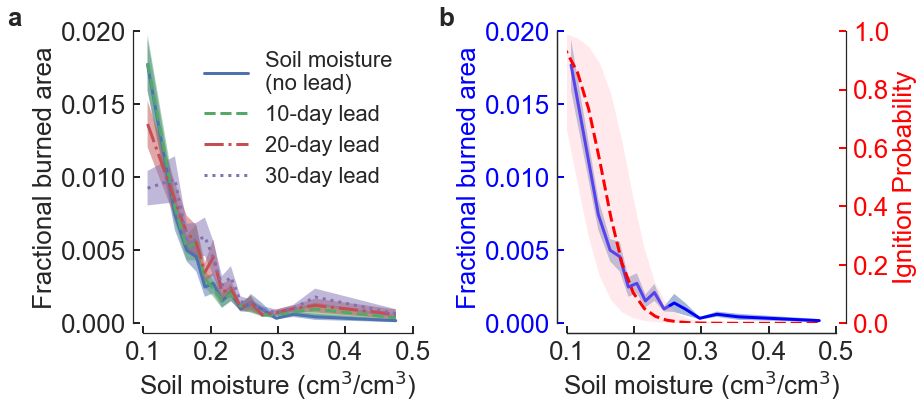 a
Fractional burned area
0.020
0.015
0.010
0.005
0.000
0.1 0.2 0.3 0.4 0.5
Soil moisture (cm³/cm³)
Soil moisture
(no lead)
10-day lead
20-day lead
30-day lead
b
Fractional burned area
0.020
0.015
0.010
0.005
0.000
0.1 0.2 0.3 0.4 0.5
Soil moisture (cm³/cm³)
1.0
0.8
0.6
0.4
0.2
0.0
Ignition Probability